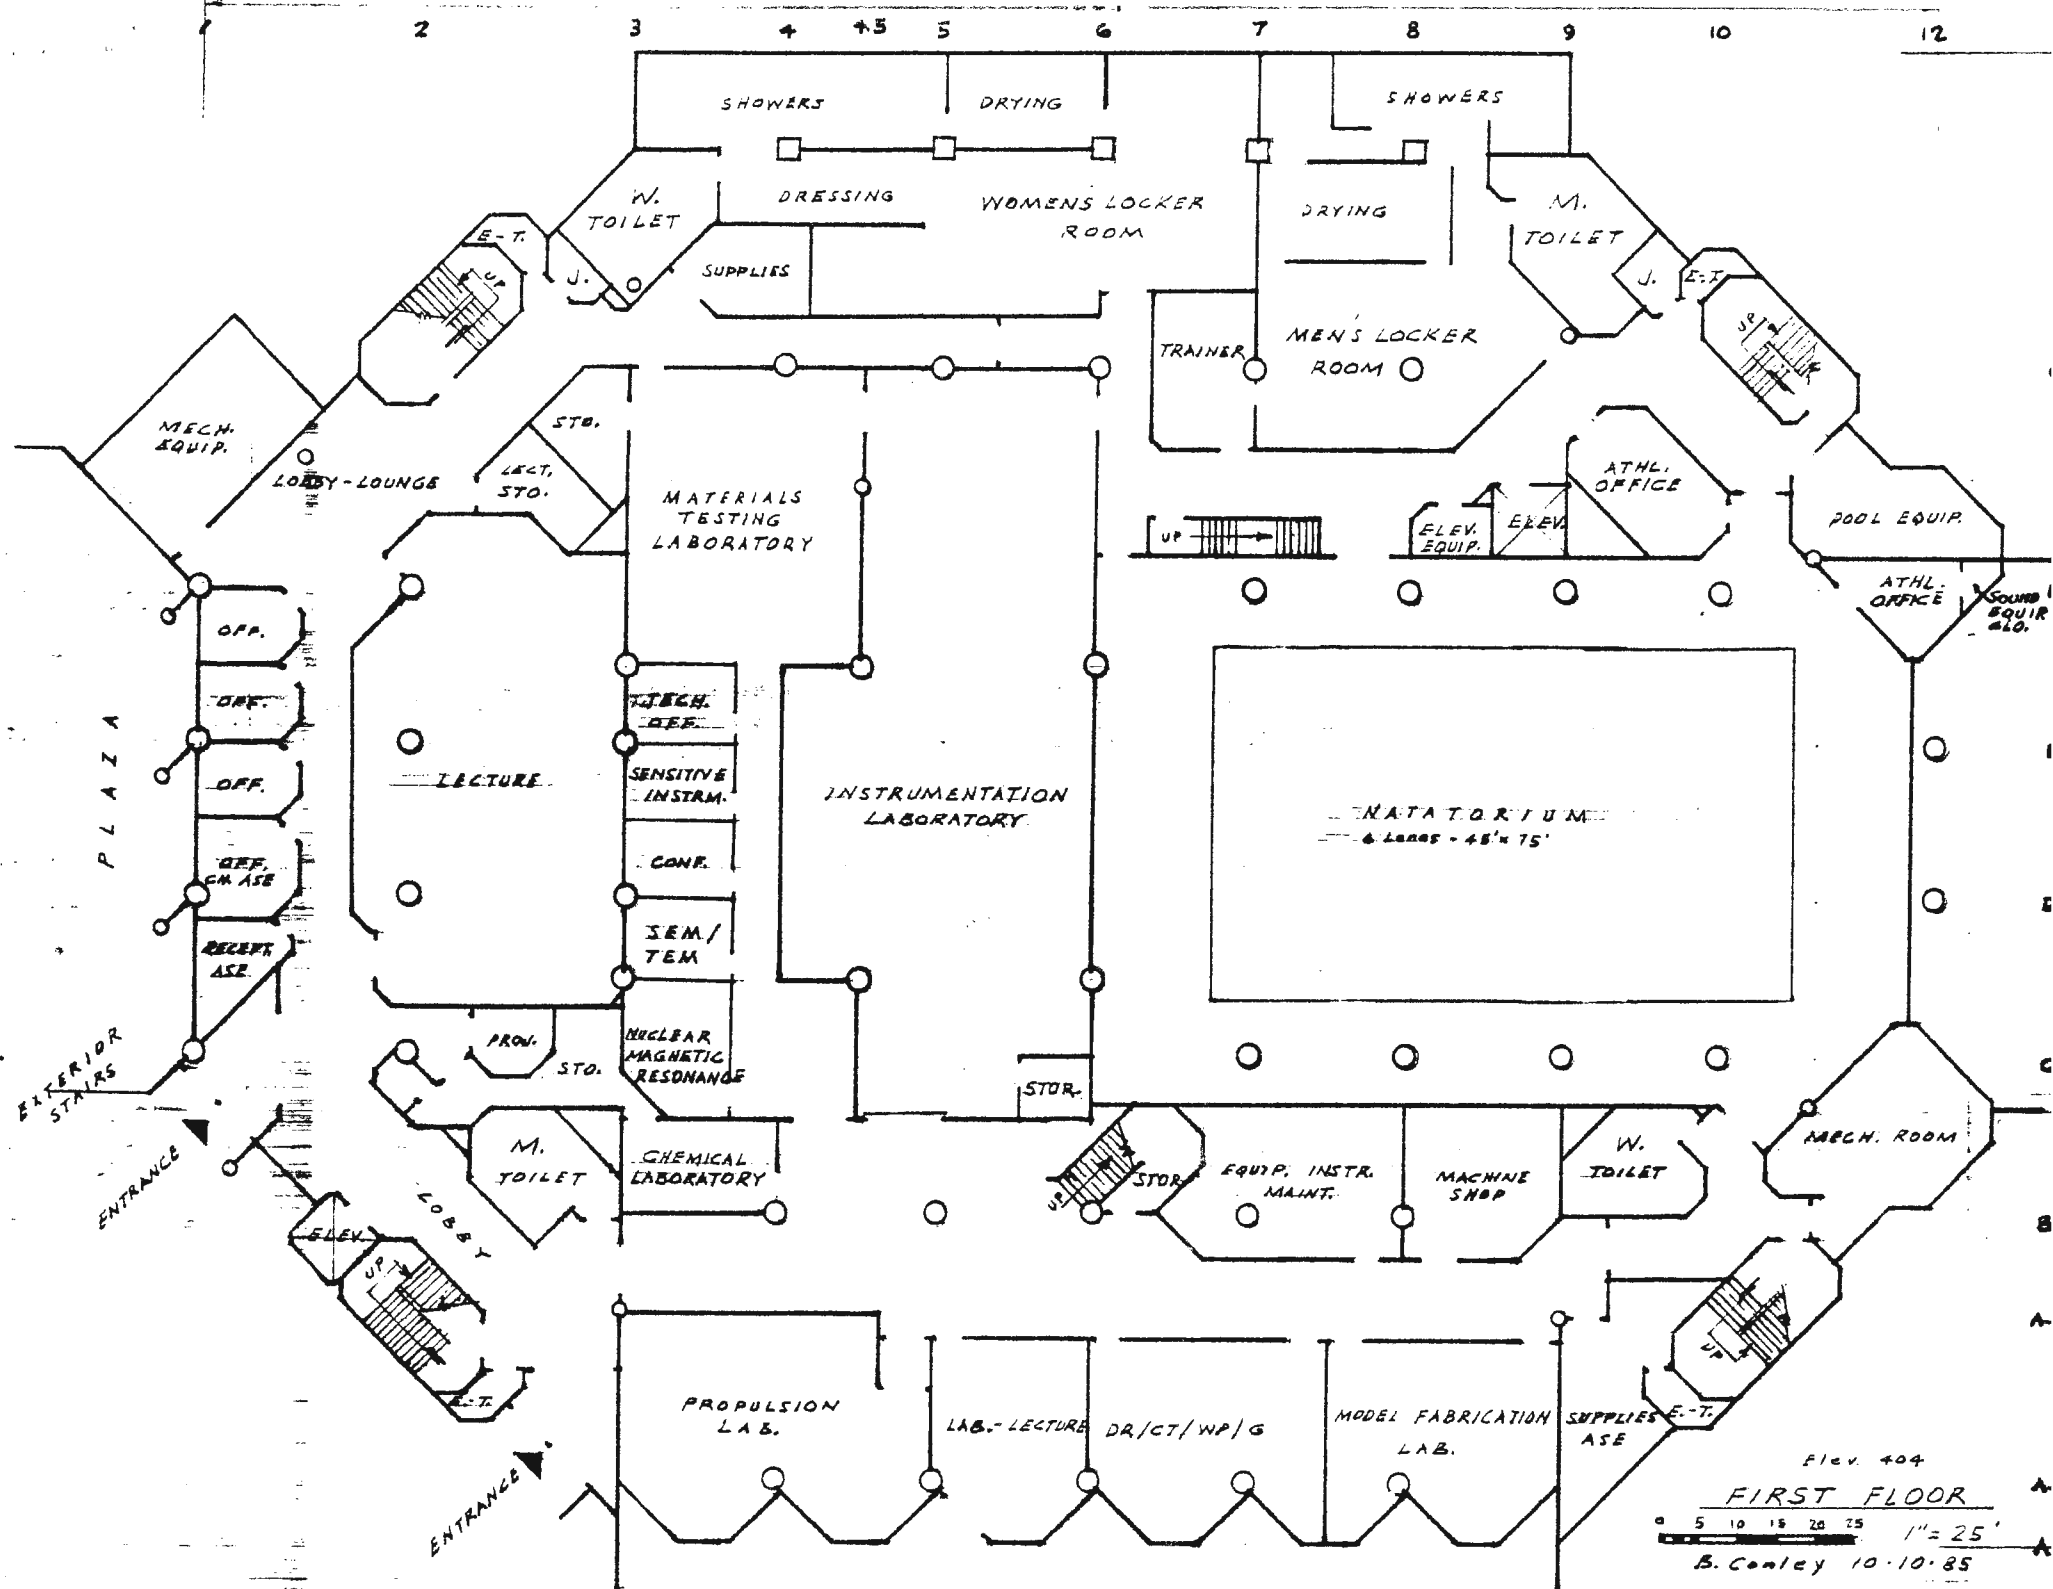 1 2 3 4 4.5 5 6 7 8 9 10 12
SHOWERS
DRYING
SHOWERS
W.
TOILET
DRESSING
WOMENS LOCKER
ROOM
DRYING
M.
TOILET
E-T.
UP
J.
SUPPLIES
J.
E-T
UP
TRAINER
MEN'S LOCKER
ROOM
MECH.
EQUIP.
LOBBY-LOUNGE
STO.
LECT.
STO.
MATERIALS
TESTING
LABORATORY
UP
ELEV.
EQUIP.
ELEV.
ATHL.
OFFICE
POOL EQUIP.
ATHL.
OFFICE
SOUND
EQUIP
CLO.
OFF.
OFF.
OFF.
OFF.
CM ASE
RECEPT.
ASE
PLAZA
LECTURE
TECH.
OFF.
SENSITIVE
INSTRM.
CONF.
SEM/
TEM
NUCLEAR
MAGNETIC
RESONANCE
INSTRUMENTATION
LABORATORY
NATATORIUM
6 Lanes - 45' x 75'
D
C
EXTERIOR
STAIRS
ENTRANCE
PROJ.
STO.
STOR.
M.
TOILET
CHEMICAL
LABORATORY
UP
STOR.
EQUIP. INSTR.
MAINT.
MACHINE
SHOP
W.
TOILET
MECH. ROOM
B
LOBBY
ELEV.
UP
E.-T.
UP
E.-T.
ENTRANCE
PROPULSION
LAB.
LAB.-LECTURE
DR/CT/WP/G
MODEL FABRICATION
LAB.
SUPPLIES
ASE
A
A
A
Elev. 404
FIRST FLOOR
0 5 10 15 20 25
1"= 25'
B. Conley 10·10·85